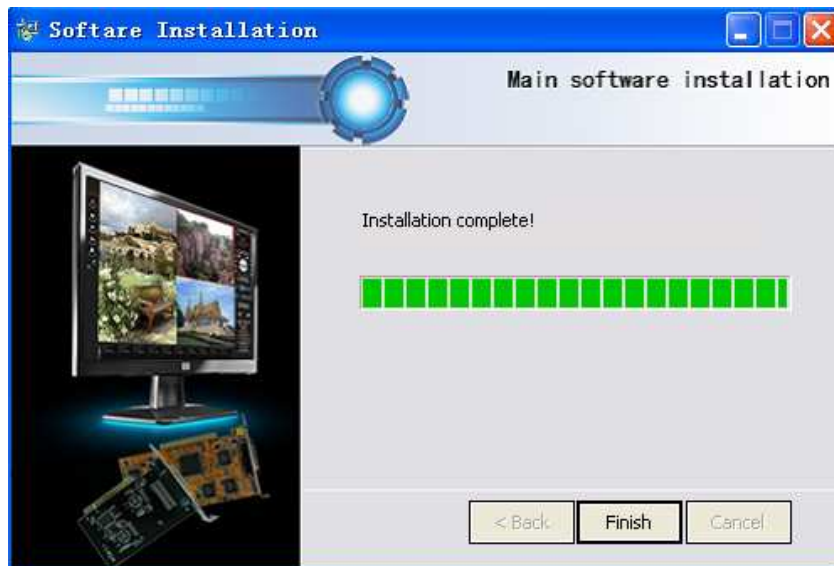 Softare Installation
Main software installation
Installation complete!
< Back
Finish
Cancel